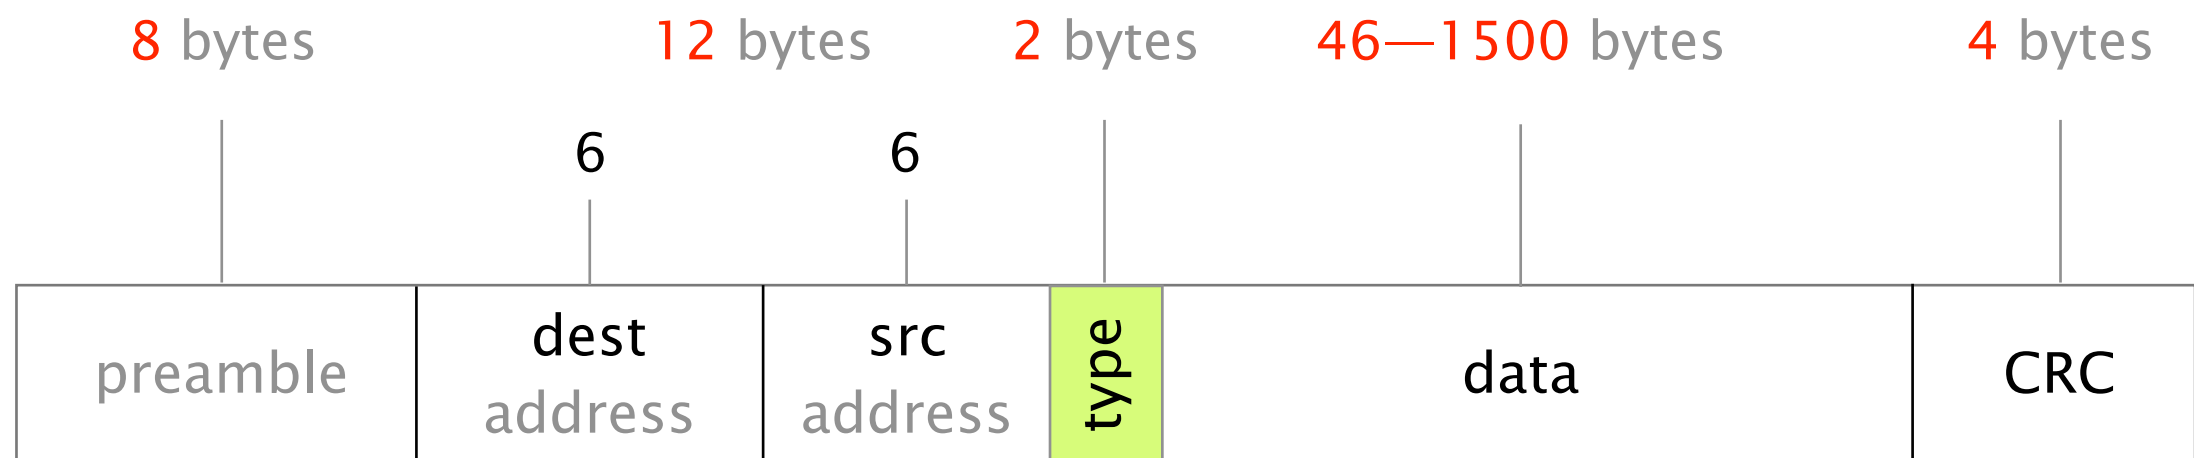 8 bytes 12 bytes 2 bytes 46—1500 bytes 4 bytes
6 6
preamble
dest
address
src
address
type
data
CRC